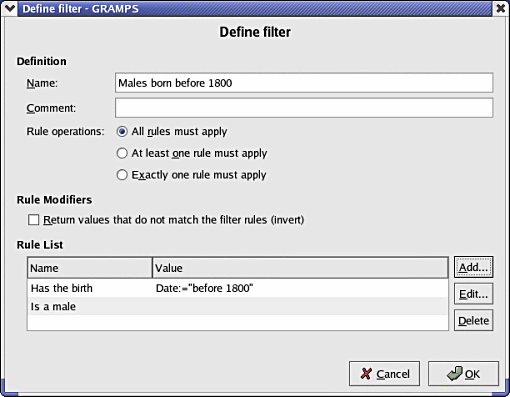 Define filter - GRAMPS
Define filter
Definition
Name: Males born before 1800
Comment:
Rule operations: All rules must apply
At least one rule must apply
Exactly one rule must apply
Rule Modifiers
Return values that do not match the filter rules (invert)
Rule List
Name Value Add...
Has the birth Date:="before 1800" Edit...
Is a male
Delete
Cancel OK